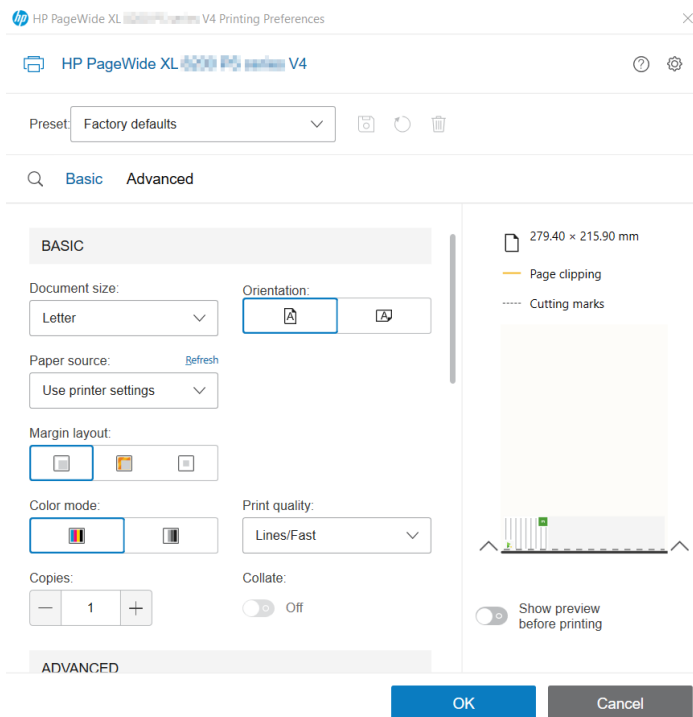 hp HP PageWide XL V4 Printing Preferences
HP PageWide XL V4
Preset: Factory defaults
Basic Advanced
BASIC
Document size:
Letter
Orientation:
A A
Paper source: Refresh
Use printer settings
Margin layout:
Color mode:
Print quality:
Lines/Fast
Copies:
1
Collate:
Off
ADVANCED
279.40 × 215.90 mm
Page clipping
Cutting marks
Show preview
before printing
OK Cancel